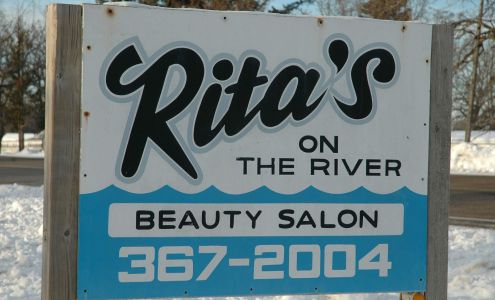 Rita's
ON
THE RIVER
BEAUTY SALON
367-2004